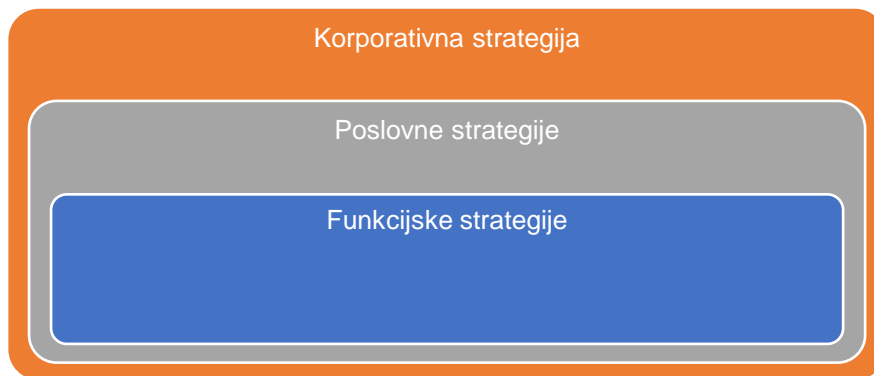 Korporativna strategija
Poslovne strategije
Funkcijske strategije